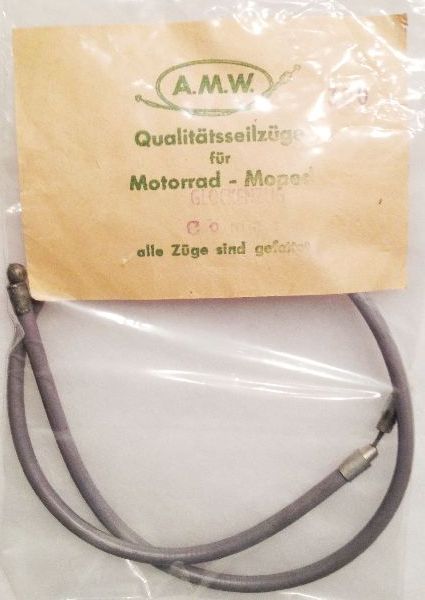 A.M.W.
Qualitätsseilzüge
für
Motorrad - Moped
alle Züge sind gefettet